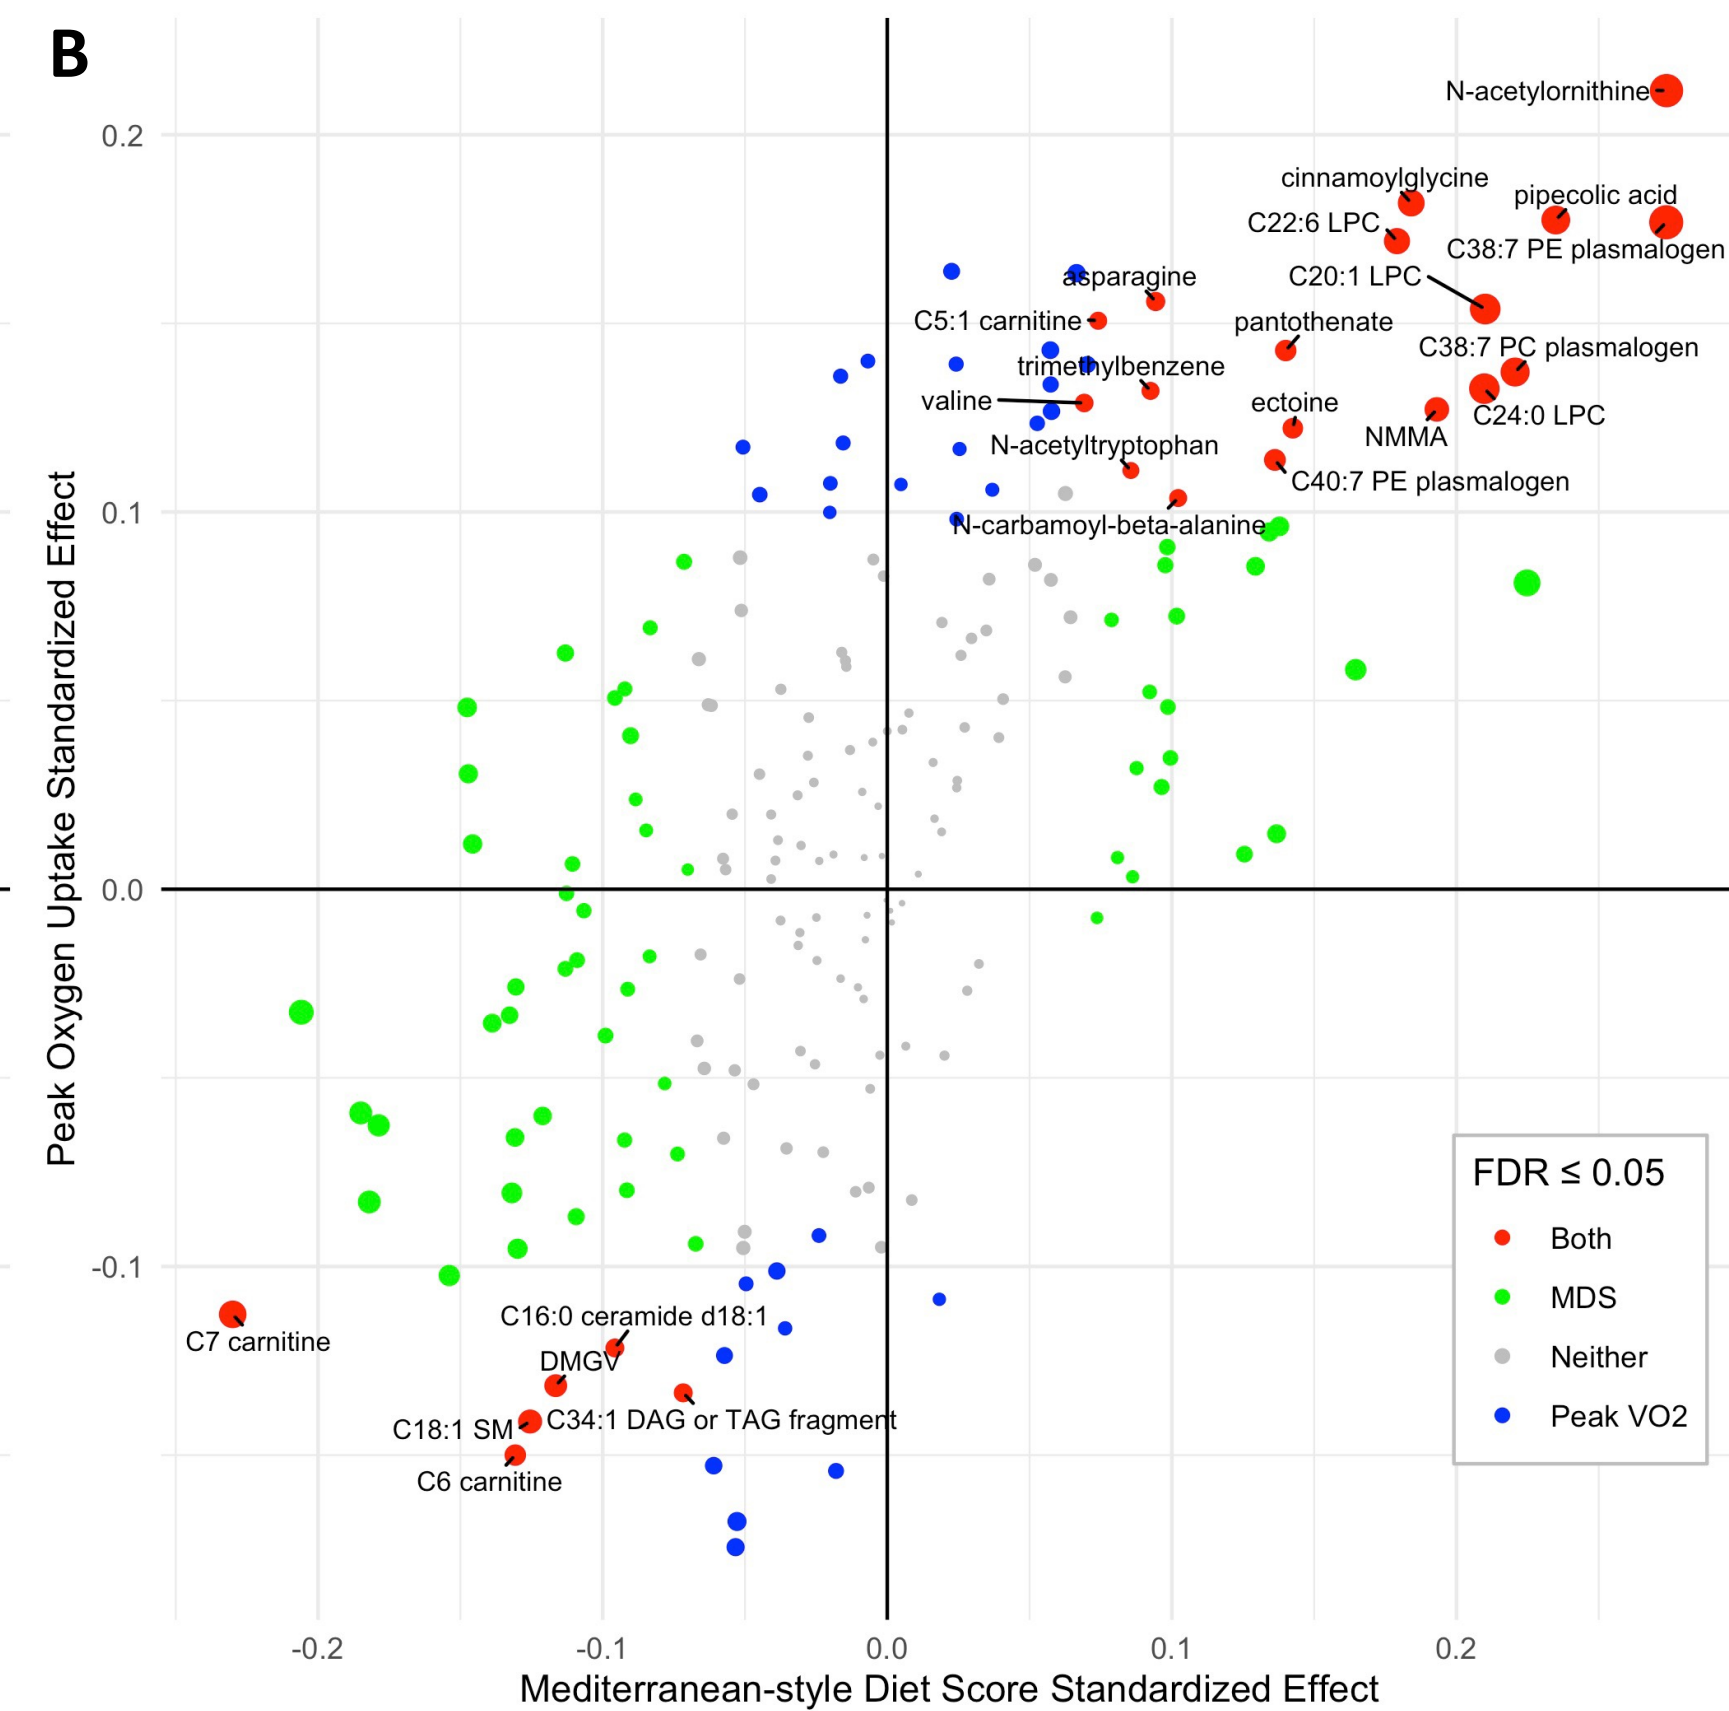 B
N-acetylornithine
0.2
cinnamoylglycine
pipecolic acid
C22:6 LPC
C38:7 PE plasmalogen
C20:1 LPC
asparagine
C5:1 carnitine
pantothenate
C38:7 PC plasmalogen
trimethylbenzene
valine
ectoine
C24:0 LPC
NMMA
N-acetyltryptophan
C40:7 PE plasmalogen
0.1
N-carbamoyl-beta-alanine
Peak Oxygen Uptake Standardized Effect
0.0
-0.1
C16:0 ceramide d18:1
C7 carnitine
DMGV
C34:1 DAG or TAG fragment
C18:1 SM
C6 carnitine
FDR ≤ 0.05
Both
MDS
Neither
Peak VO2
-0.2
-0.1
0.0
0.1
0.2
Mediterranean-style Diet Score Standardized Effect